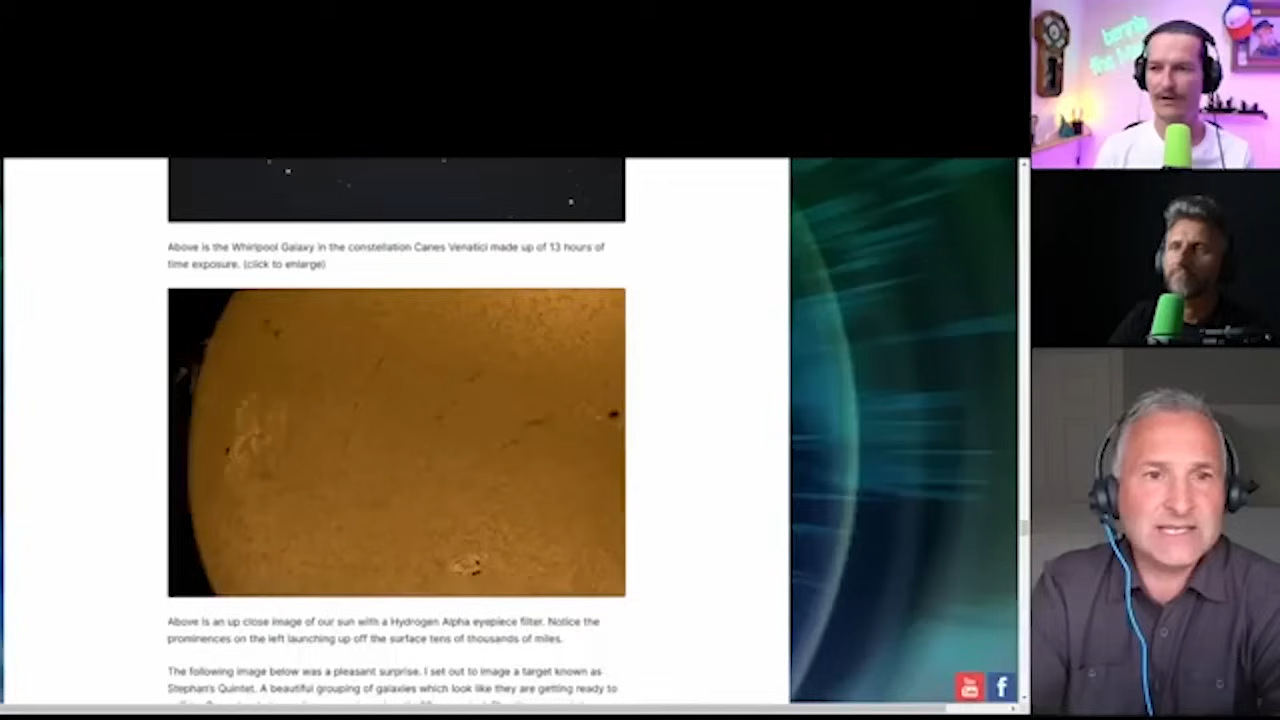 Above is the Whirlpool Galaxy in the constellation Canes Venatici made up of 13 hours of
time exposure. (click to enlarge)
Above is an up close image of our sun with a Hydrogen Alpha eyepiece filter. Notice the
prominences on the left launching up off the surface tens of thousands of miles.
The following image below was a pleasant surprise. I set out to image a target known as
Stephan's Quintet. A beautiful grouping of galaxies which look like they are getting ready to
You
f